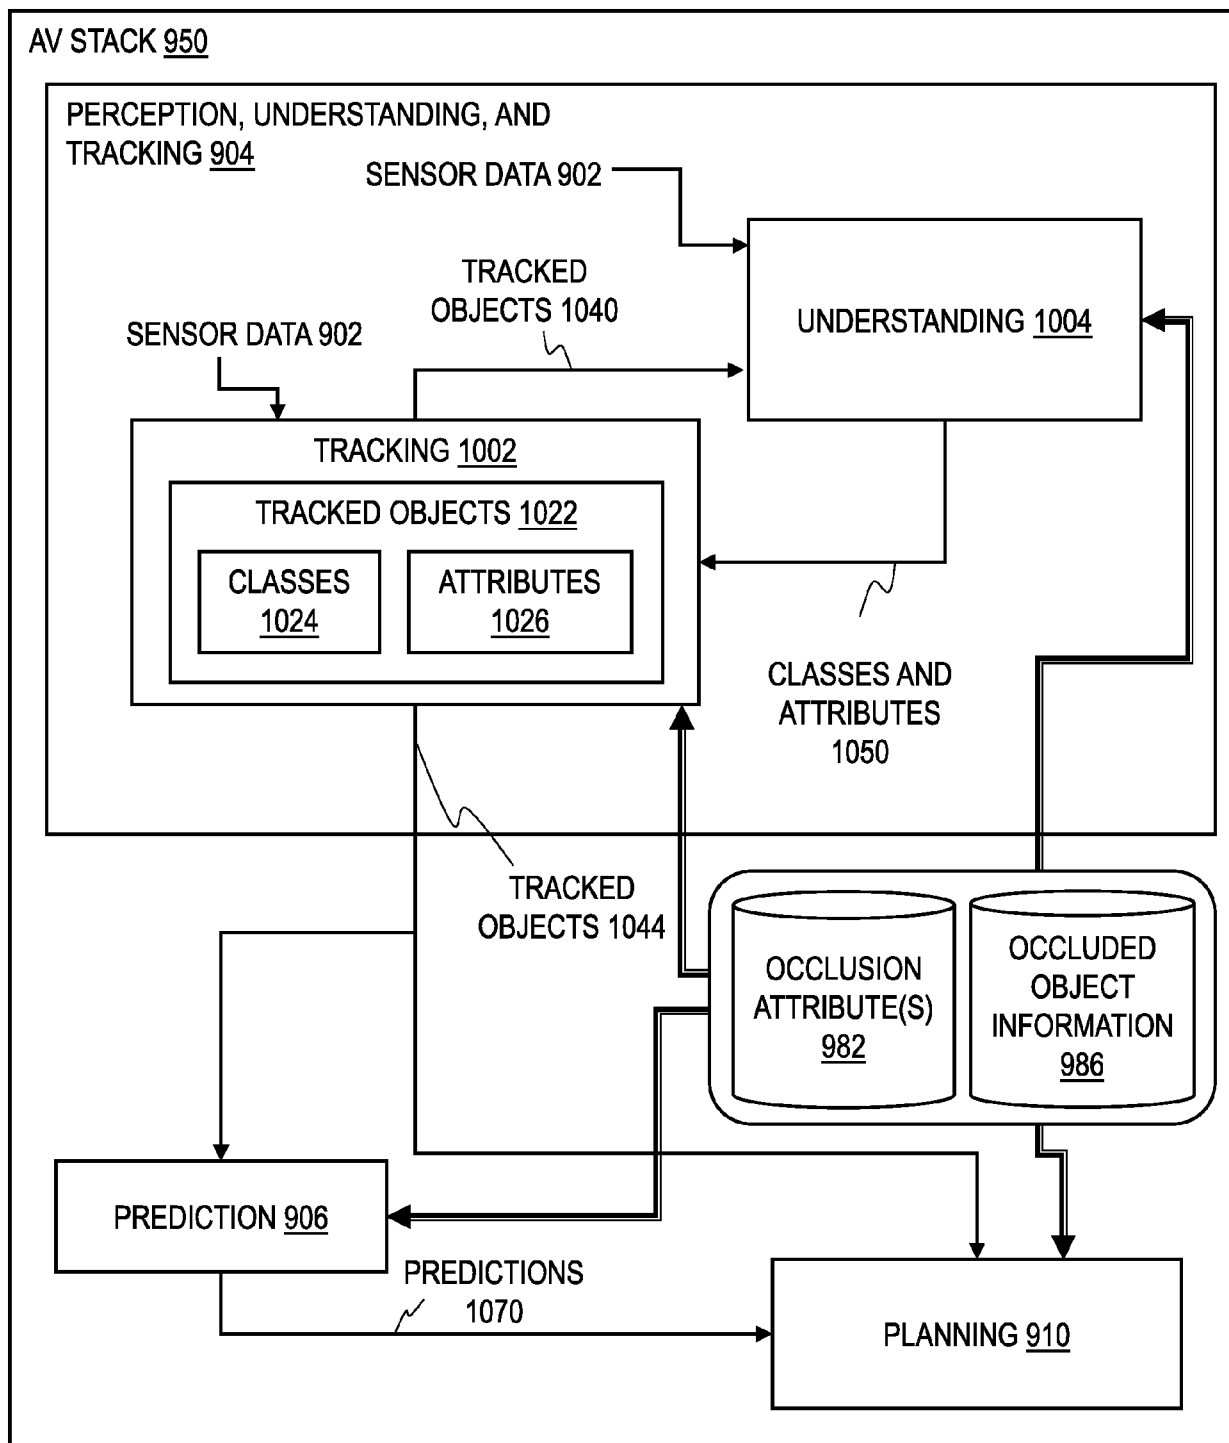 AV STACK 950
PERCEPTION, UNDERSTANDING, AND
TRACKING 904
SENSOR DATA 902
TRACKED
OBJECTS 1040
UNDERSTANDING 1004
SENSOR DATA 902
TRACKING 1002
TRACKED OBJECTS 1022
CLASSES
1024
ATTRIBUTES
1026
CLASSES AND
ATTRIBUTES
1050
TRACKED
OBJECTS 1044
OCCLUSION
ATTRIBUTE(S)
982
OCCLUDED
OBJECT
INFORMATION
986
PREDICTION 906
PREDICTIONS
1070
PLANNING 910